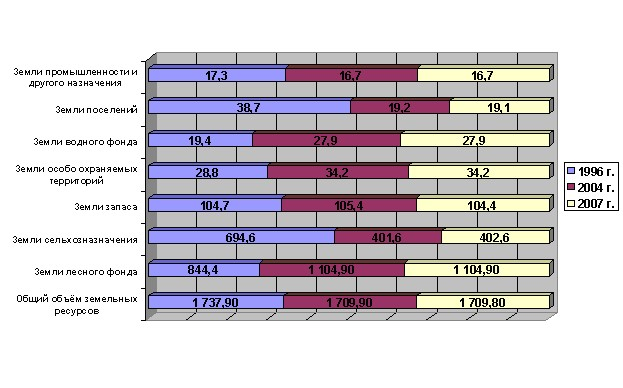 Земли промышленности и
другого назначения
17,3 16,7 16,7
Земли поселений
38,7 19,2 19,1
Земли водного фонда
19,4 27,9 27,9
Земли особо охраняемых
территорий
28,8 34,2 34,2
Земли запаса
104,7 105,4 104,4
Земли сельхозназначения
694,6 401,6 402,6
Земли лесного фонда
844,4 1 104,90 1 104,90
Общий объём земельных
ресурсов
1 737,90 1 709,90 1 709,80
1996 г.
2004 г.
2007 г.